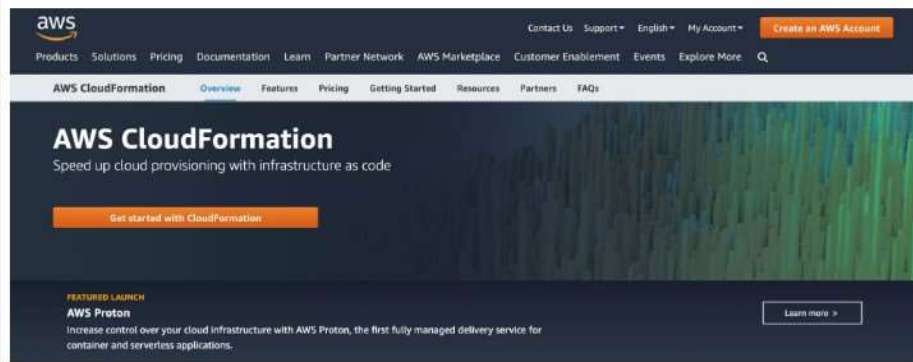 aws
Contact Us Support English My Account Create an AWS Account
Products Solutions Pricing Documentation Learn Partner Network AWS Marketplace Customer Enablement Events Explore More
AWS CloudFormation Overview Features Pricing Getting Started Resources Partners FAQs
AWS CloudFormation
Speed up cloud provisioning with infrastructure as code
Get started with CloudFormation
FEATURED LAUNCH
AWS Proton
Increase control over your cloud infrastructure with AWS Proton, the first fully managed delivery service for
container and serverless applications.
Learn more »